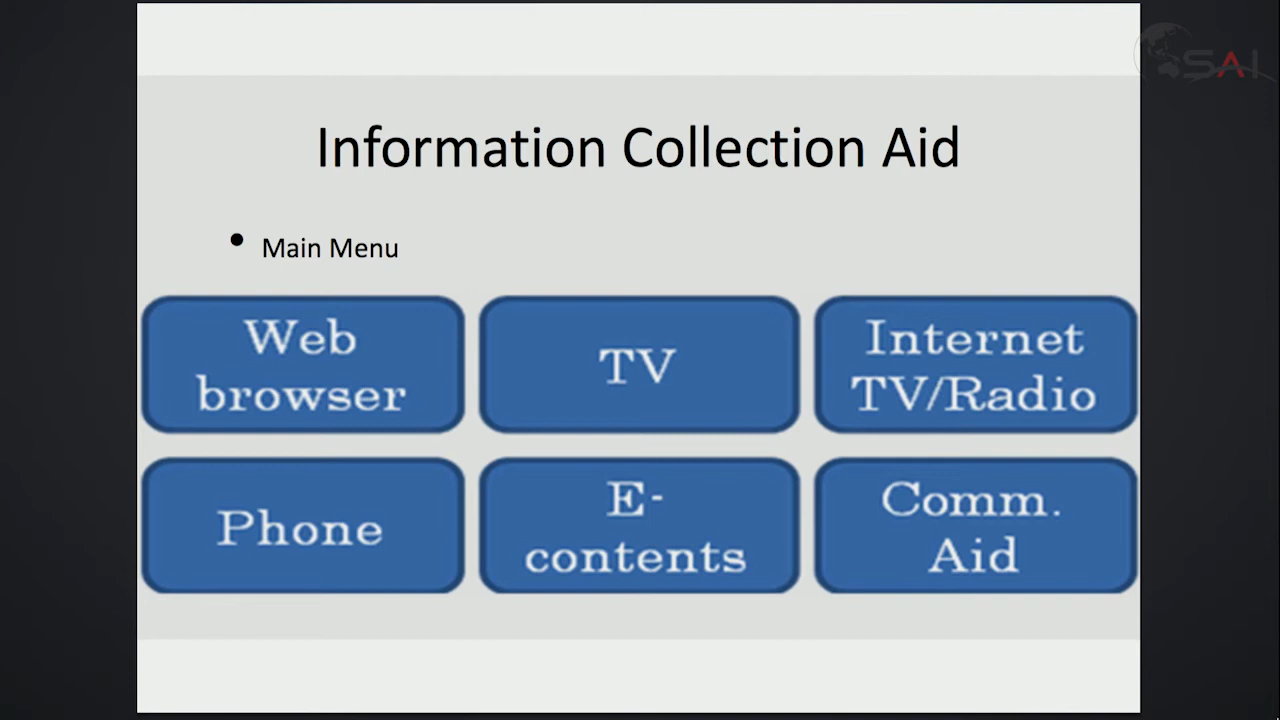 SAI
Information Collection Aid
• Main Menu
Web
browser
TV
Internet
TV/Radio
Phone
E-
contents
Comm.
Aid